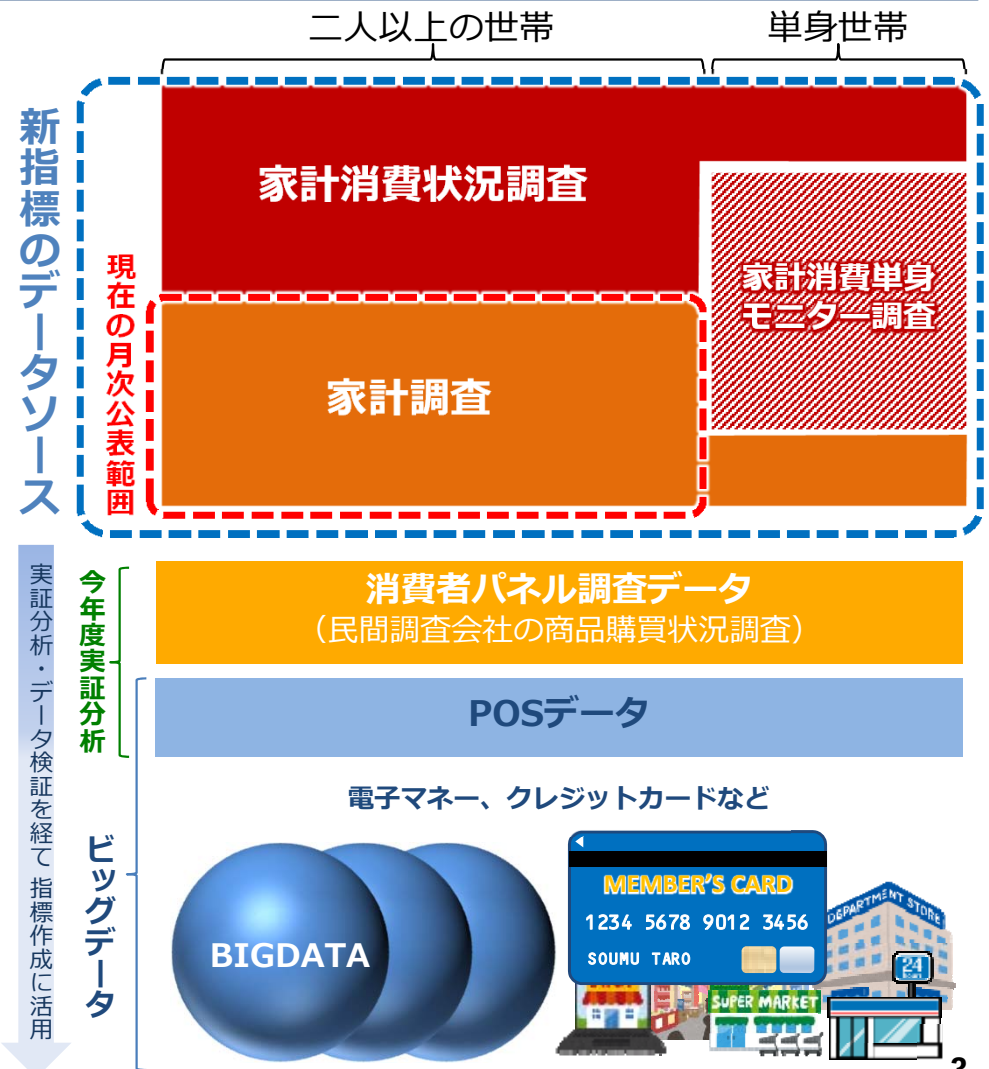 二人以上の世帯
単身世帯
新指標のデータソース
家計消費状況調査
現在の月次公表範囲
家計消費単身
モニター調査
家計調査
実証分析・データ検証を経て 指標作成に活用
今年度実証分析
消費者パネル調査データ
（民間調査会社の商品購買状況調査）
POSデータ
ビッグデータ
電子マネー、クレジットカードなど
BIGDATA
MEMBER'S CARD
1234 5678 9012 3456
SOUMU TARO
DEPARTMENT STORE
24
SUPER MARKET